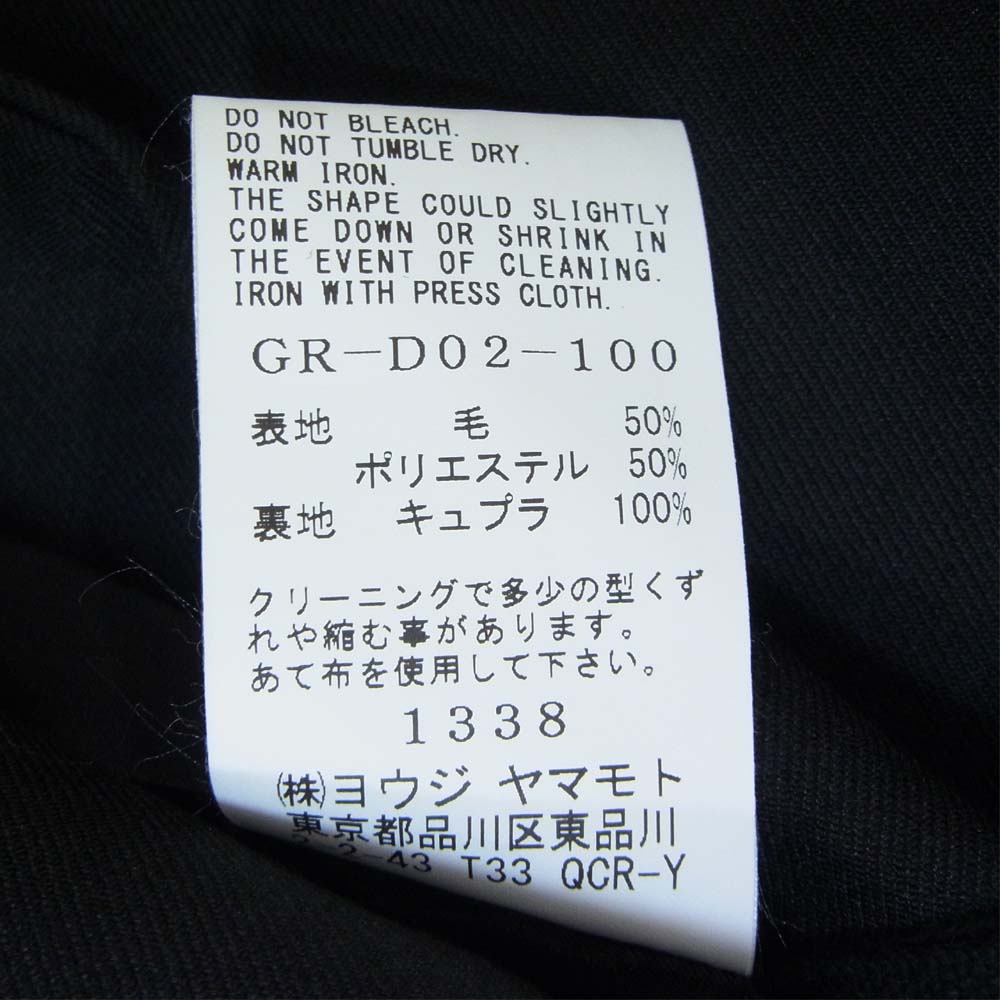 DO NOT BLEACH.
DO NOT TUMBLE DRY.
WARM IRON.
THE SHAPE COULD SLIGHTLY
COME DOWN OR SHRINK IN
THE EVENT OF CLEANING.
IRON WITH PRESS CLOTH.
GR-D02-100
表地 毛 50%
ポリエステル 50%
裏地 キュプラ 100%
クリーニングで多少の型くず
れや縮む事があります。
あて布を使用して下さい。
1338
(株)ヨウジ ヤマモト
東京都品川区東品川
2-2-43 T33 QCR-Y